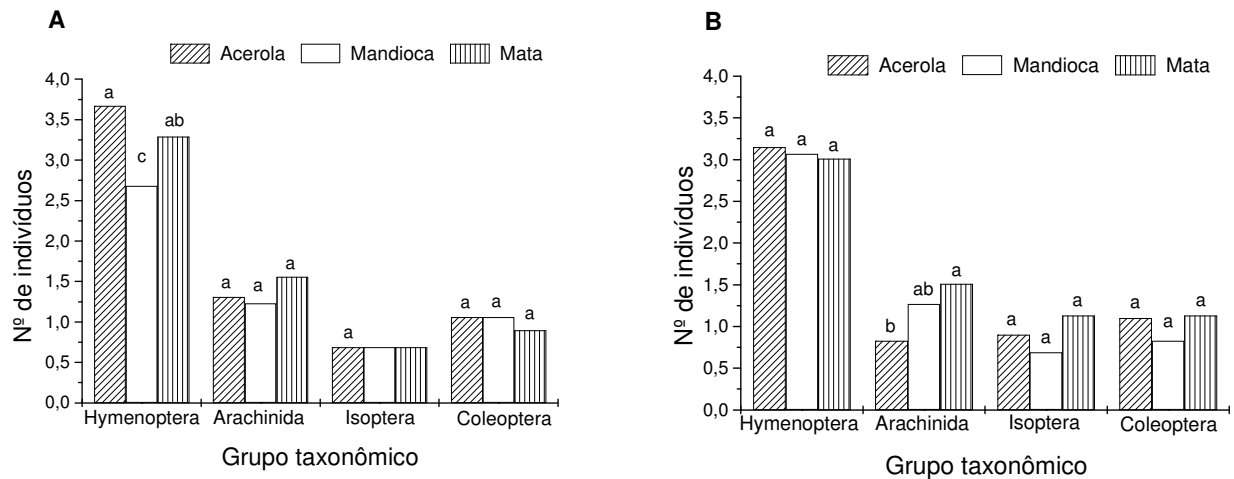 A
Acerola Mandioca Mata
4,0
3,5
3,0
2,5
2,0
1,5
1,0
0,5
0,0
Nº de indivíduos
a c ab
a a a
a
a a a
Hymenoptera Arachinida Isoptera Coleoptera
Grupo taxonômico
B
Acerola Mandioca Mata
4,0
3,5
3,0
2,5
2,0
1,5
1,0
0,5
0,0
Nº de indivíduos
a a a
b ab a
a a a
a a a
Hymenoptera Arachinida Isoptera Coleoptera
Grupo taxonômico